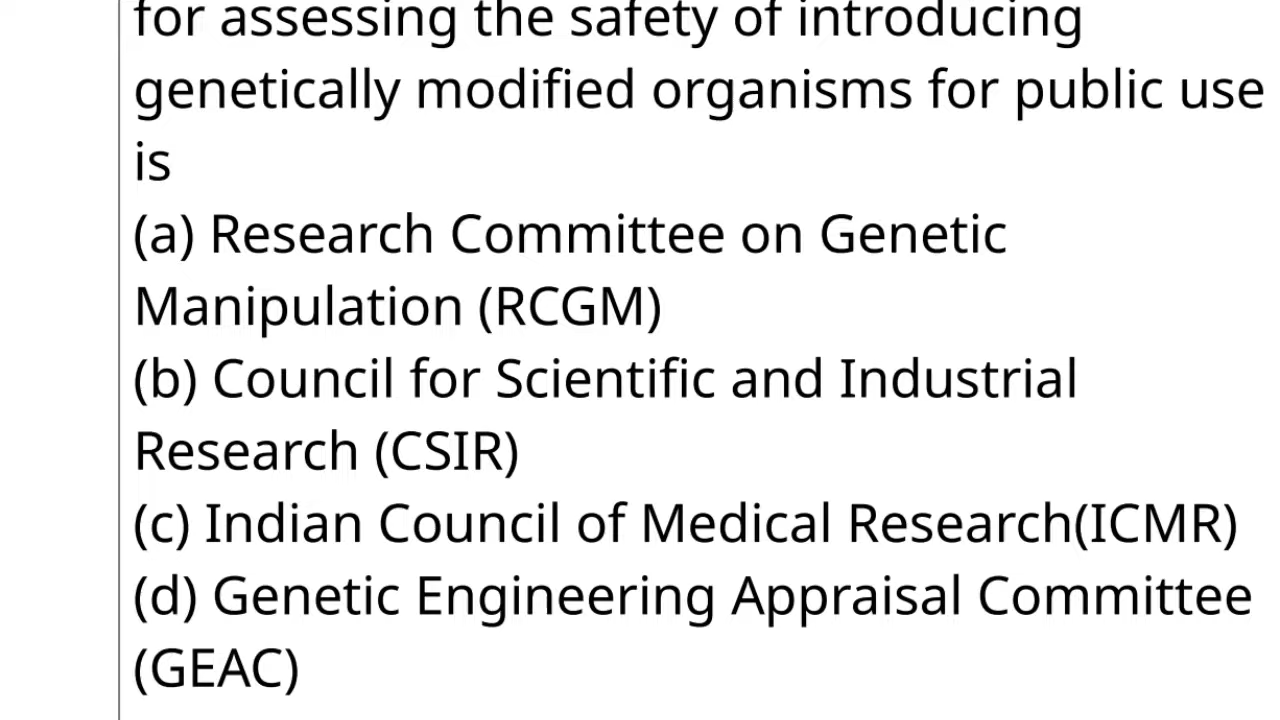 for assessing the safety of introducing
genetically modified organisms for public use
is
(a) Research Committee on Genetic
Manipulation (RCGM)
(b) Council for Scientific and Industrial
Research (CSIR)
(c) Indian Council of Medical Research(ICMR)
(d) Genetic Engineering Appraisal Committee
(GEAC)